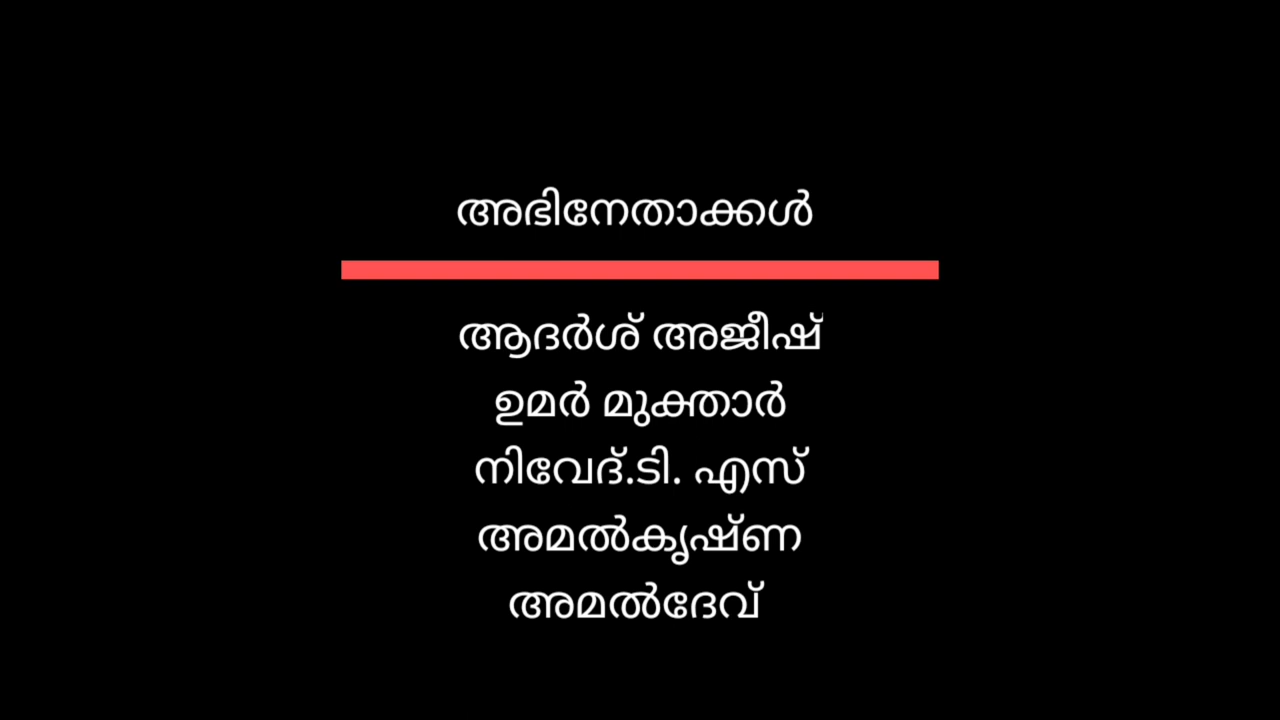 അഭിനേതാക്കൾ
ആദർശ് അജീഷ്
ഉമർ മുക്താർ
നിവേദ്.ടി. എസ്
അമൽകൃഷ്ണ
അമൽദേവ്